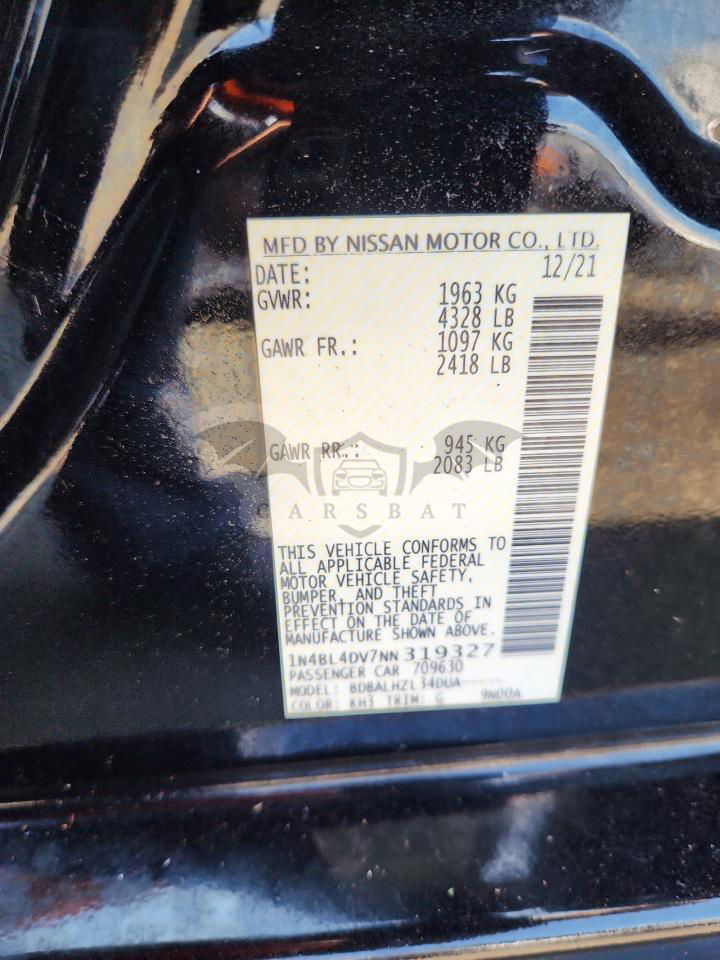 MFD BY NISSAN MOTOR CO., LTD.
DATE: 12/21
GVWR: 1963 KG
4328 LB
GAWR FR.: 1097 KG
2418 LB
GAWR RR.: 945 KG
2083 LB
CARSBAT
THIS VEHICLE CONFORMS TO
ALL APPLICABLE FEDERAL
MOTOR VEHICLE SAFETY,
BUMPER, AND THEFT
PREVENTION STANDARDS IN
EFFECT ON THE DATE OF
MANUFACTURE SHOWN ABOVE.
1N4BL4DV7NN319327
PASSENGER CAR 709630
MODEL: BDBALHZL34DUA-----
COLOR: KH3 TRIM: G 9N00A